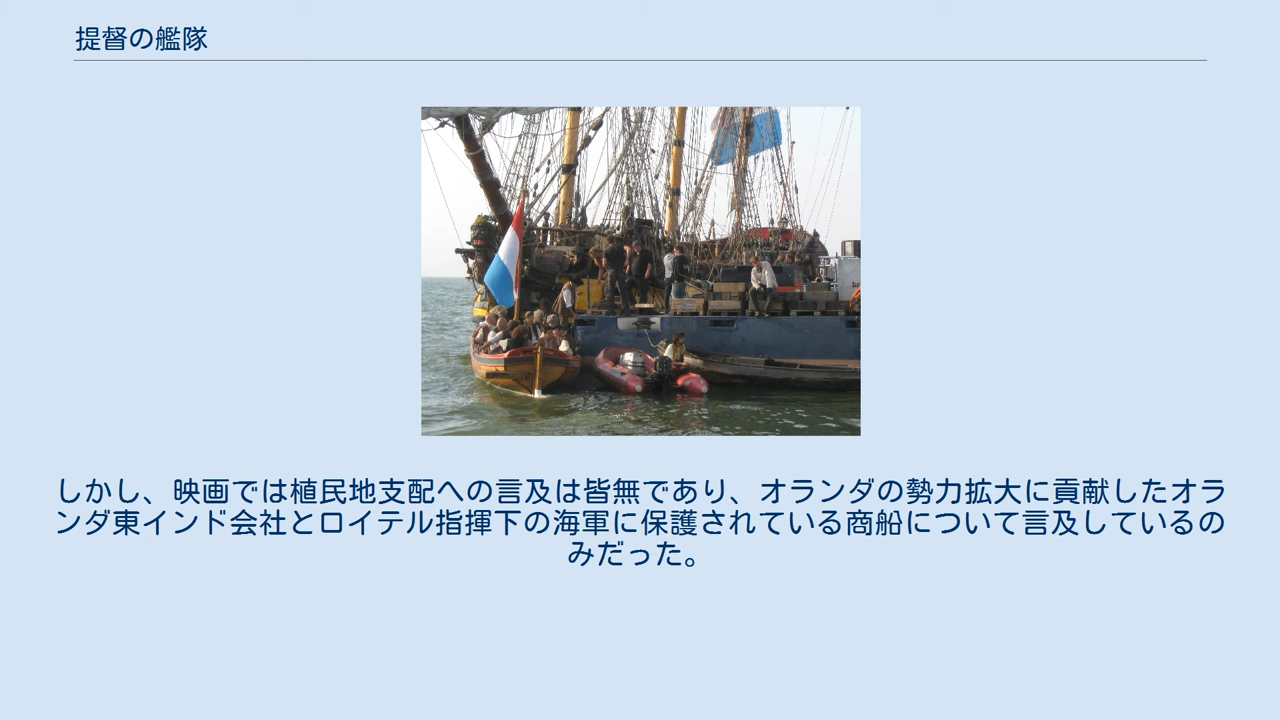 提督の艦隊
しかし、映画では植民地支配への言及は皆無であり、オランダの勢力拡大に貢献したオラ
ンダ東インド会社とロイテル指揮下の海軍に保護されている商船について言及しているの
みだった。